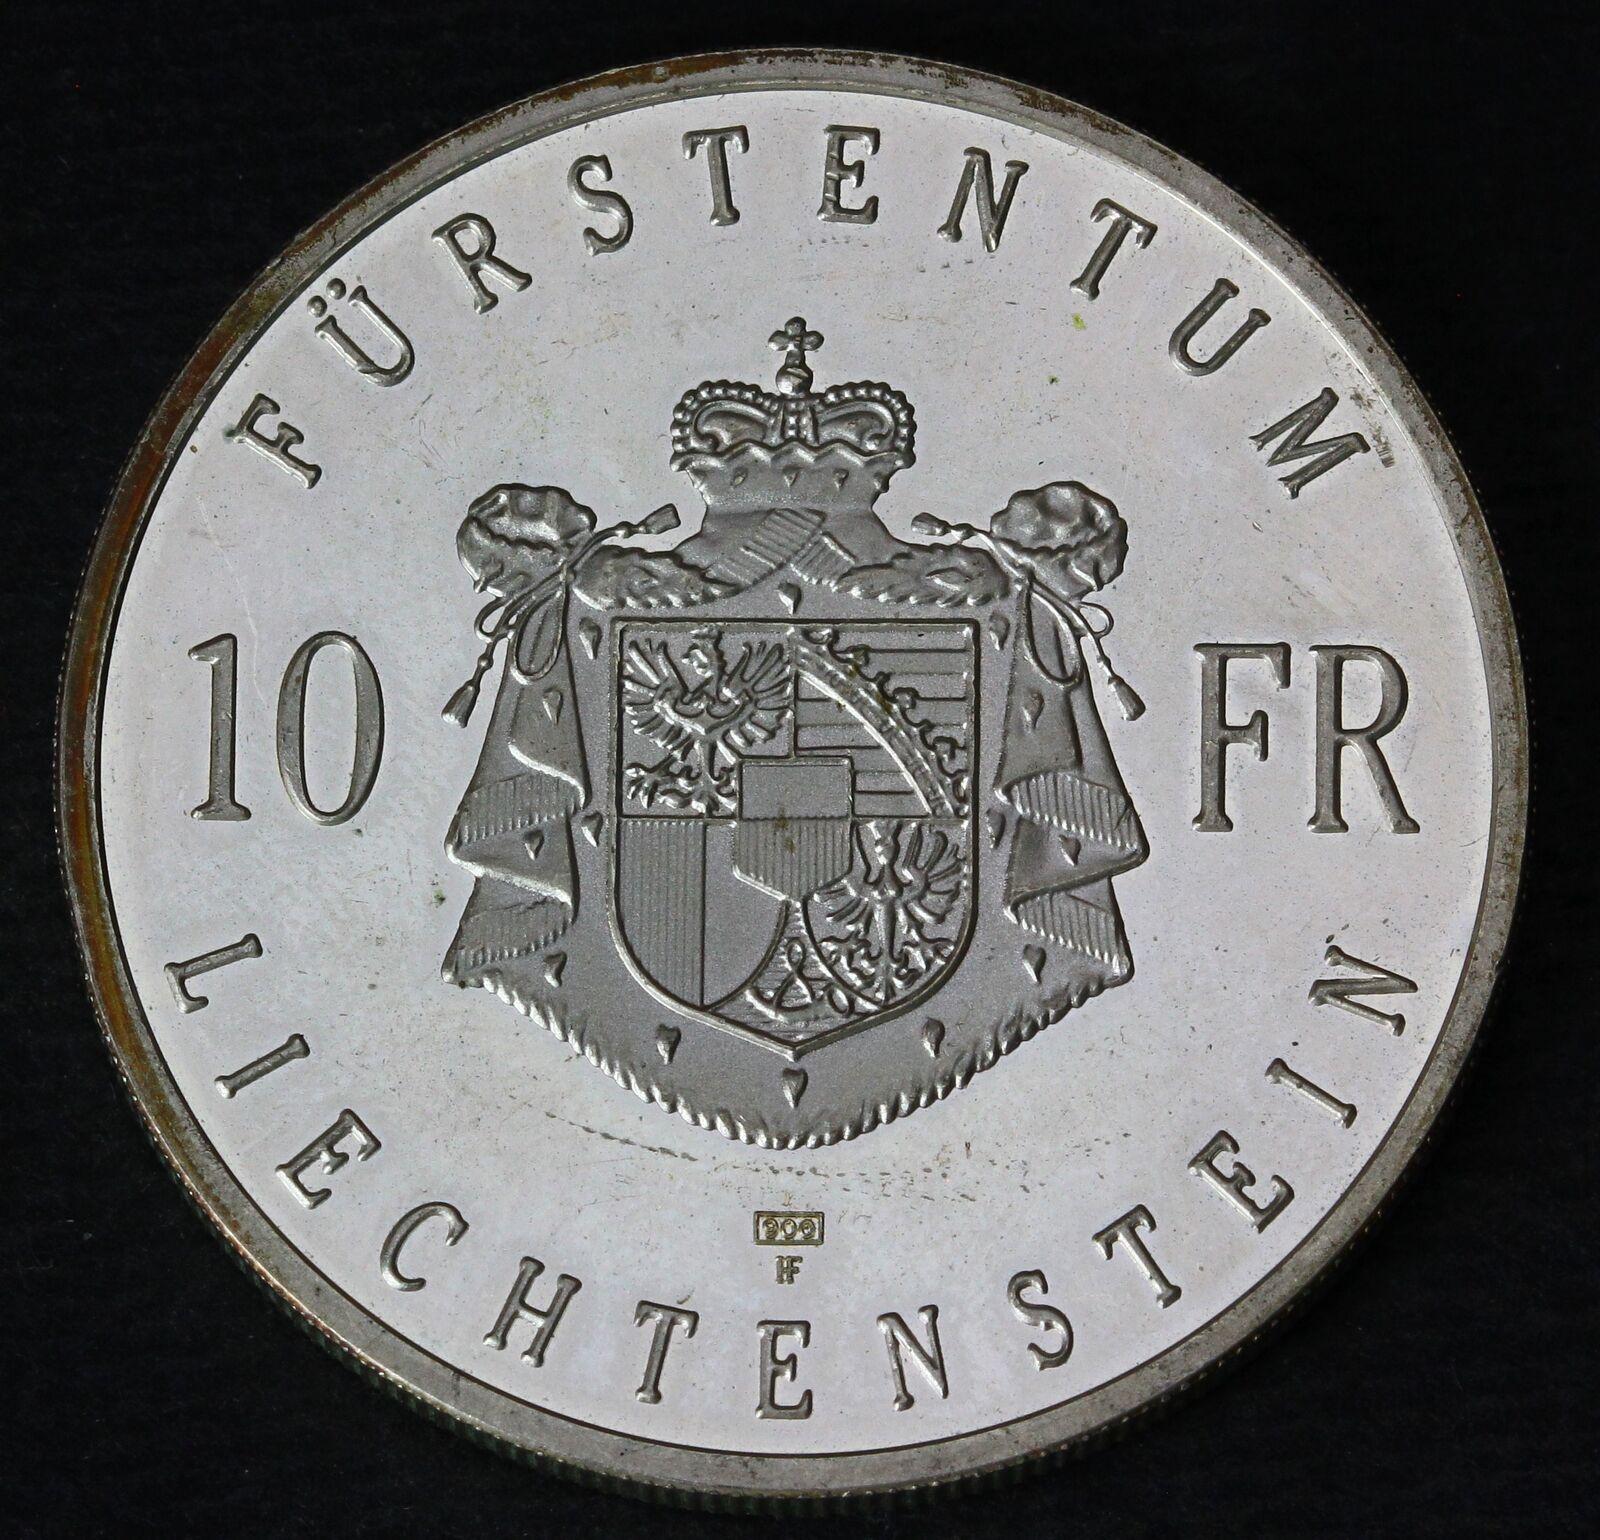 FÜRSTENTUM
10 FR
900
HF
LIECHTENSTEIN